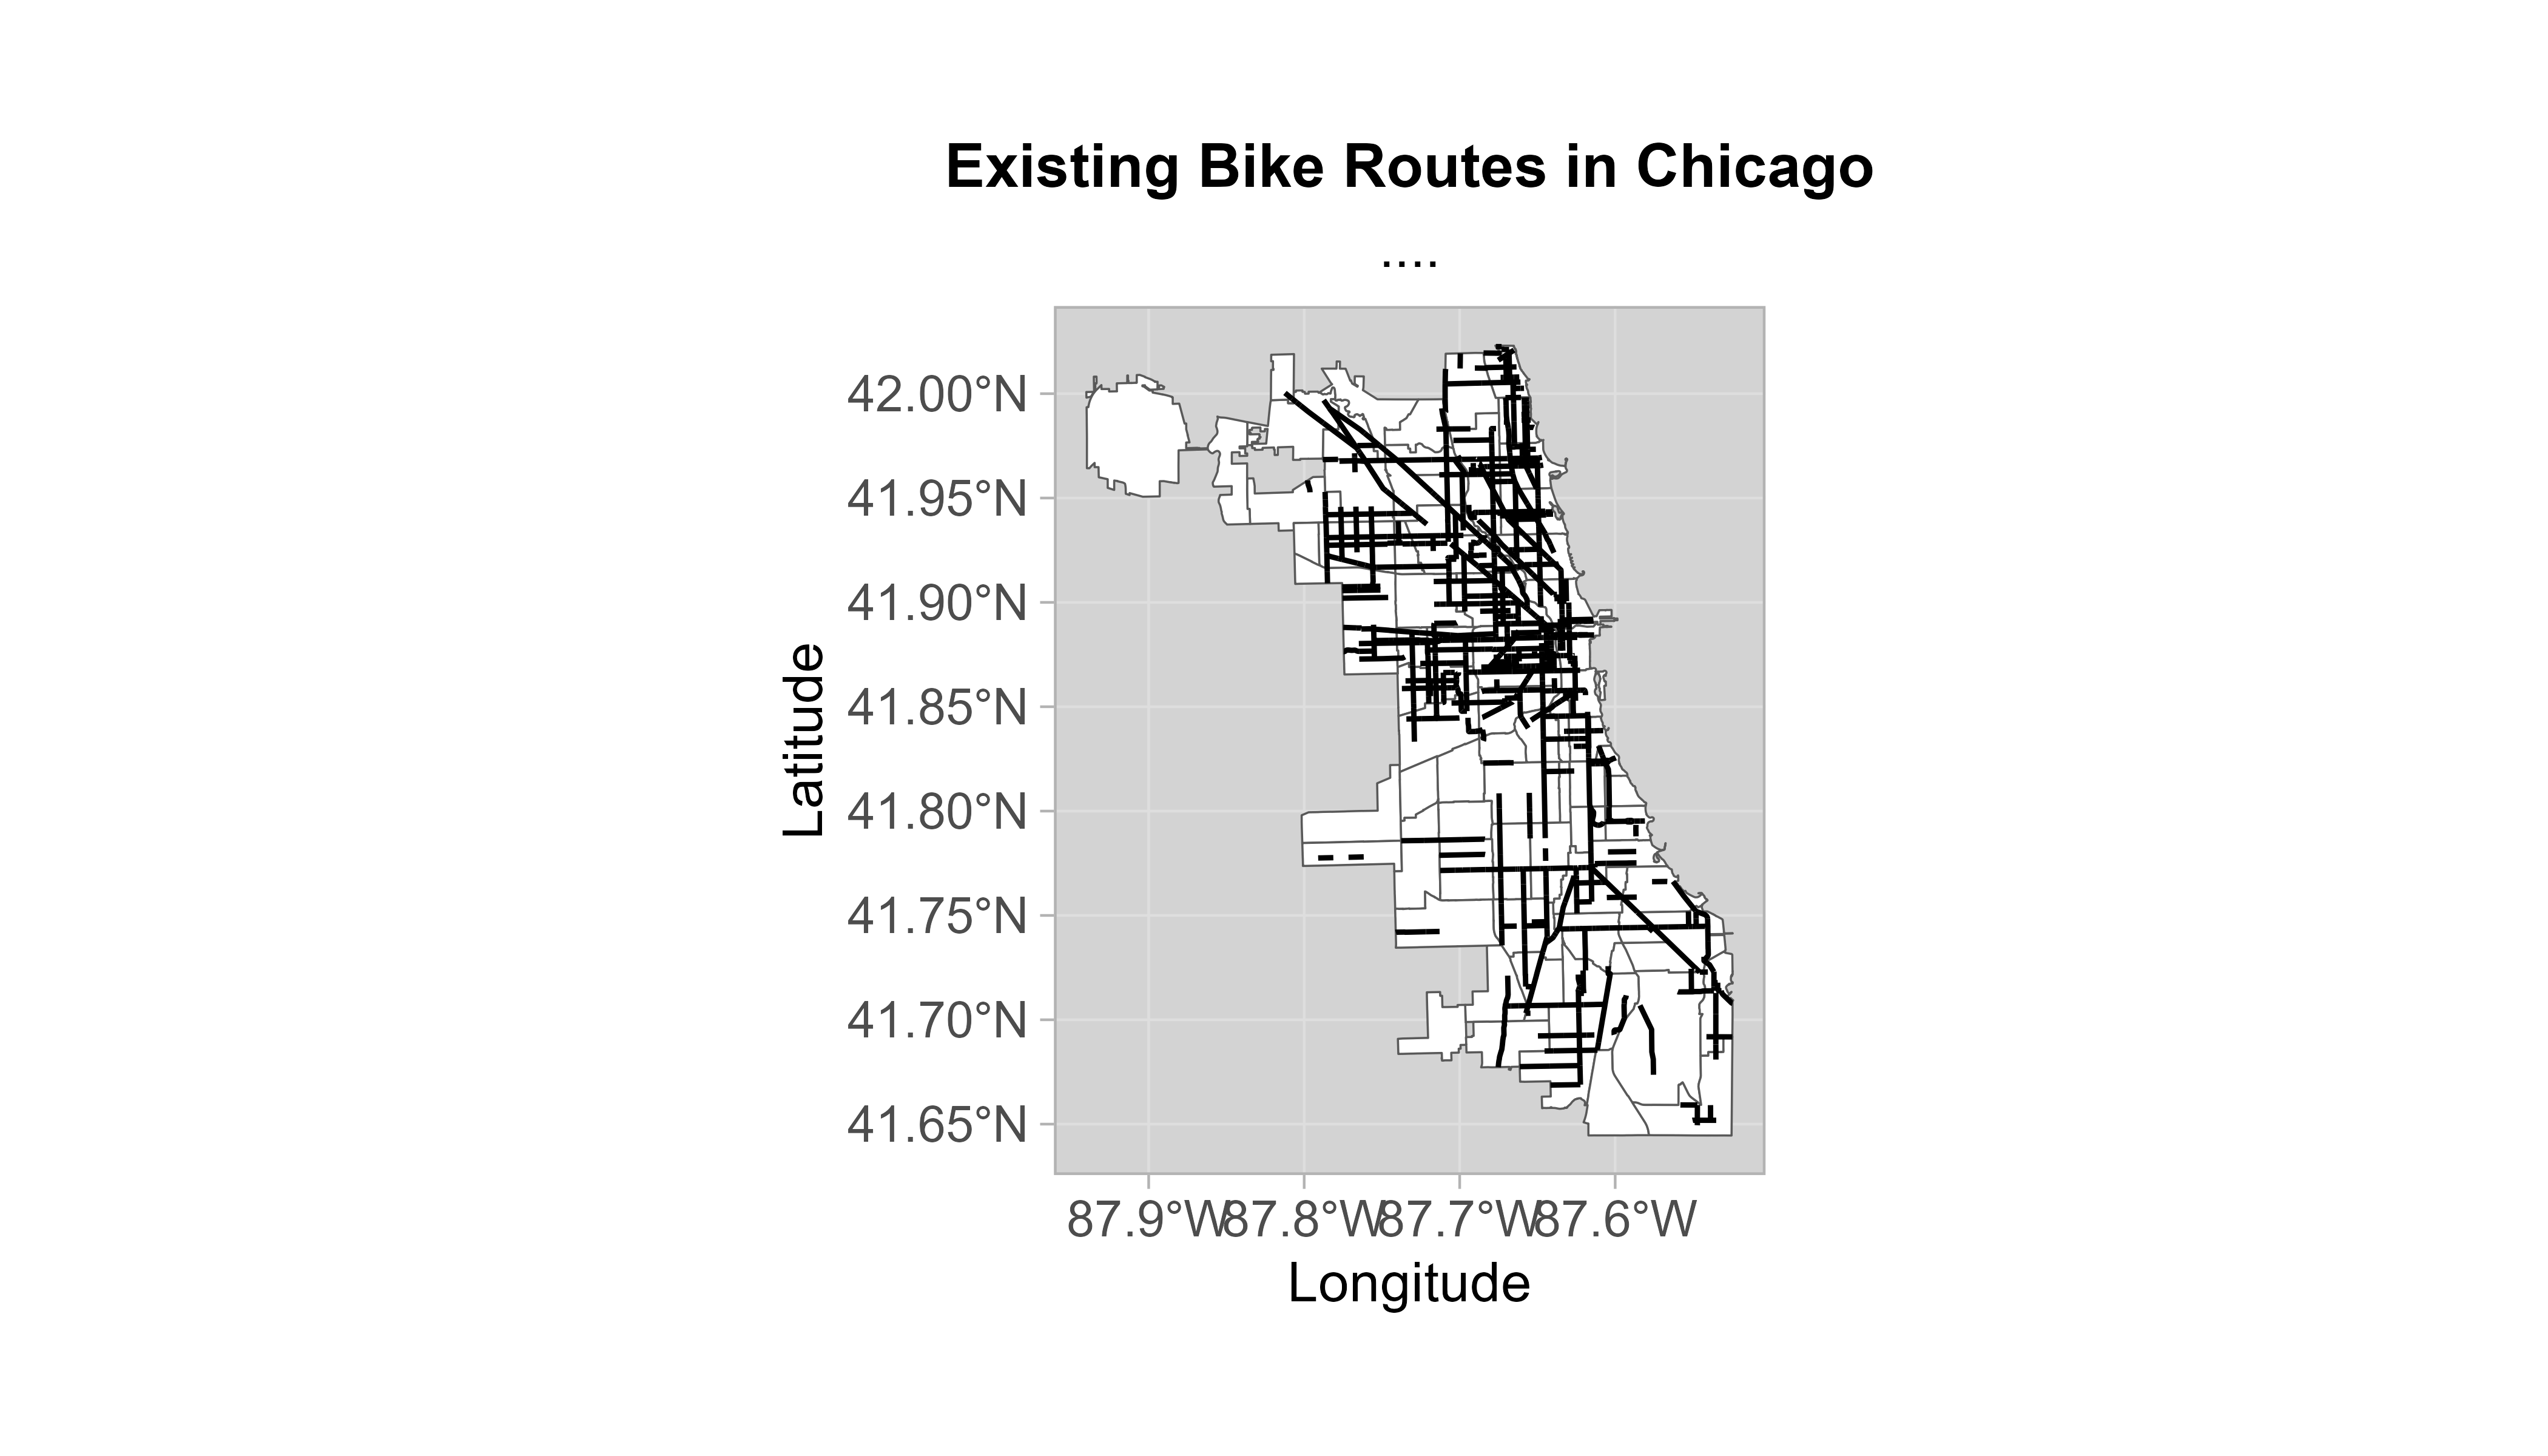 Existing Bike Routes in Chicago
....
42.00°N
41.95°N
41.90°N
41.85°N
41.80°N
41.75°N
41.70°N
41.65°N
Latitude
87.9°W 87.8°W 87.7°W 87.6°W
Longitude